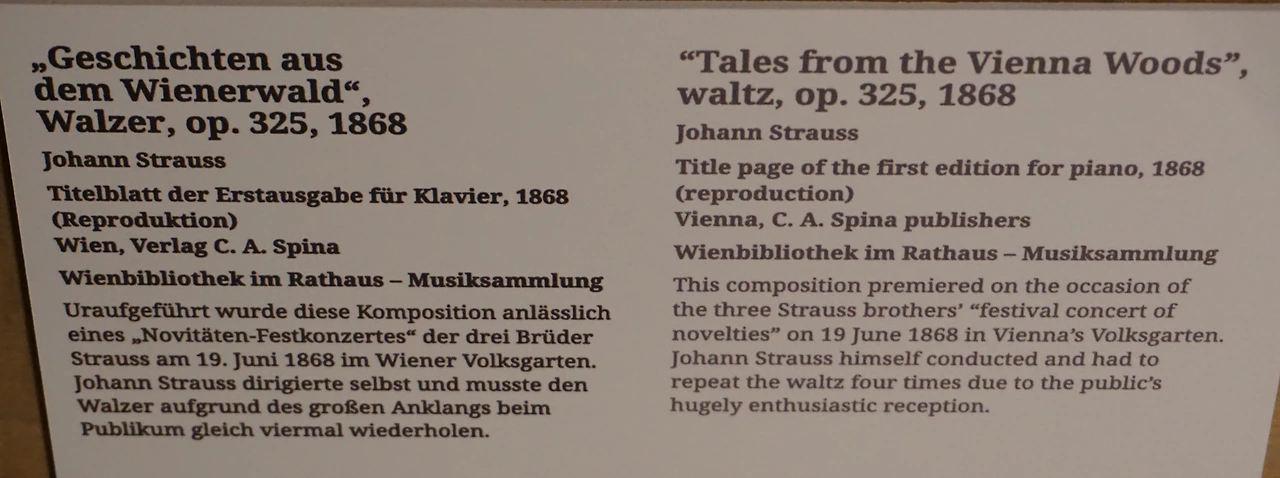 „Geschichten aus
dem Wienerwald“,
Walzer, op. 325, 1868
Johann Strauss
Titelblatt der Erstausgabe für Klavier, 1868
(Reproduktion)
Wien, Verlag C. A. Spina
Wienbibliothek im Rathaus – Musiksammlung
Uraufgeführt wurde diese Komposition anlässlich
eines „Novitäten-Festkonzertes“ der drei Brüder
Strauss am 19. Juni 1868 im Wiener Volksgarten.
Johann Strauss dirigierte selbst und musste den
Walzer aufgrund des großen Anklangs beim
Publikum gleich viermal wiederholen.
“Tales from the Vienna Woods”,
waltz, op. 325, 1868
Johann Strauss
Title page of the first edition for piano, 1868
(reproduction)
Vienna, C. A. Spina publishers
Wienbibliothek im Rathaus – Musiksammlung
This composition premiered on the occasion of
the three Strauss brothers’ “festival concert of
novelties” on 19 June 1868 in Vienna’s Volksgarten.
Johann Strauss himself conducted and had to
repeat the waltz four times due to the public’s
hugely enthusiastic reception.